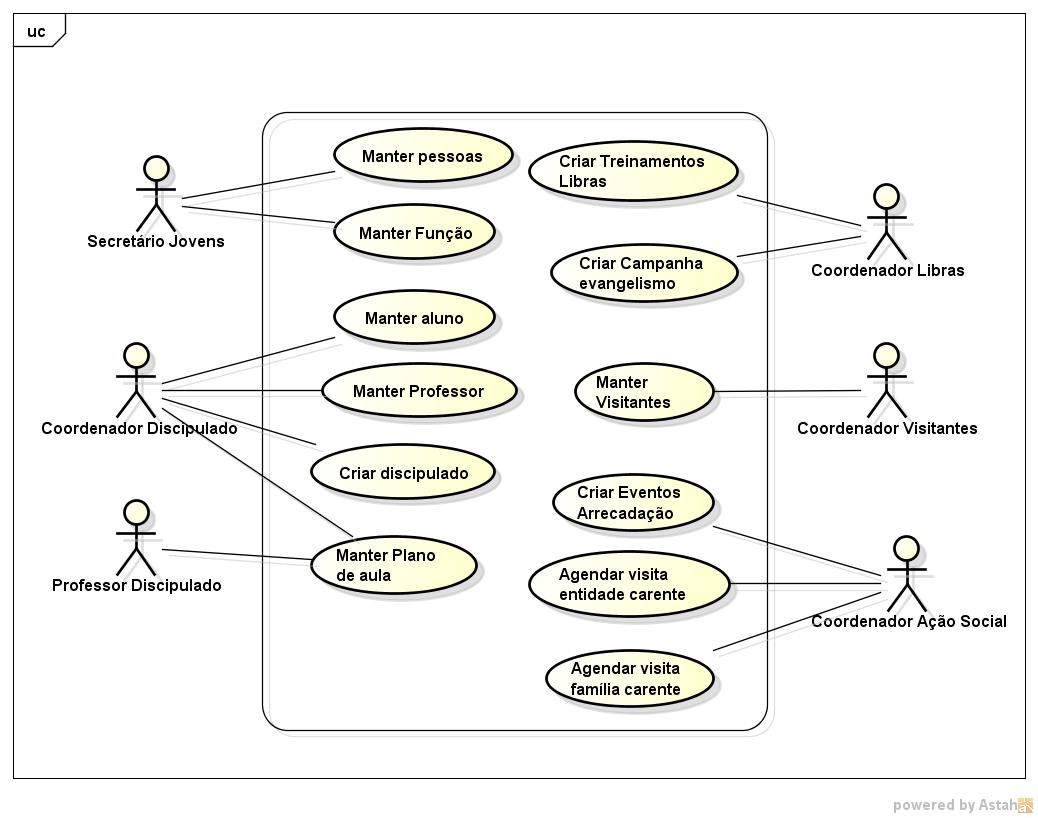 uc
Manter pessoas
Criar Treinamentos
Libras
Secretário Jovens
Manter Função
Coordenador Libras
Criar Campanha
evangelismo
Manter aluno
Manter Professor
Manter
Visitantes
Coordenador Discipulado
Coordenador Visitantes
Criar discipulado
Criar Eventos
Arrecadação
Manter Plano
de aula
Professor Discipulado
Agendar visita
entidade carente
Coordenador Ação Social
Agendar visita
família carente
powered by Astah